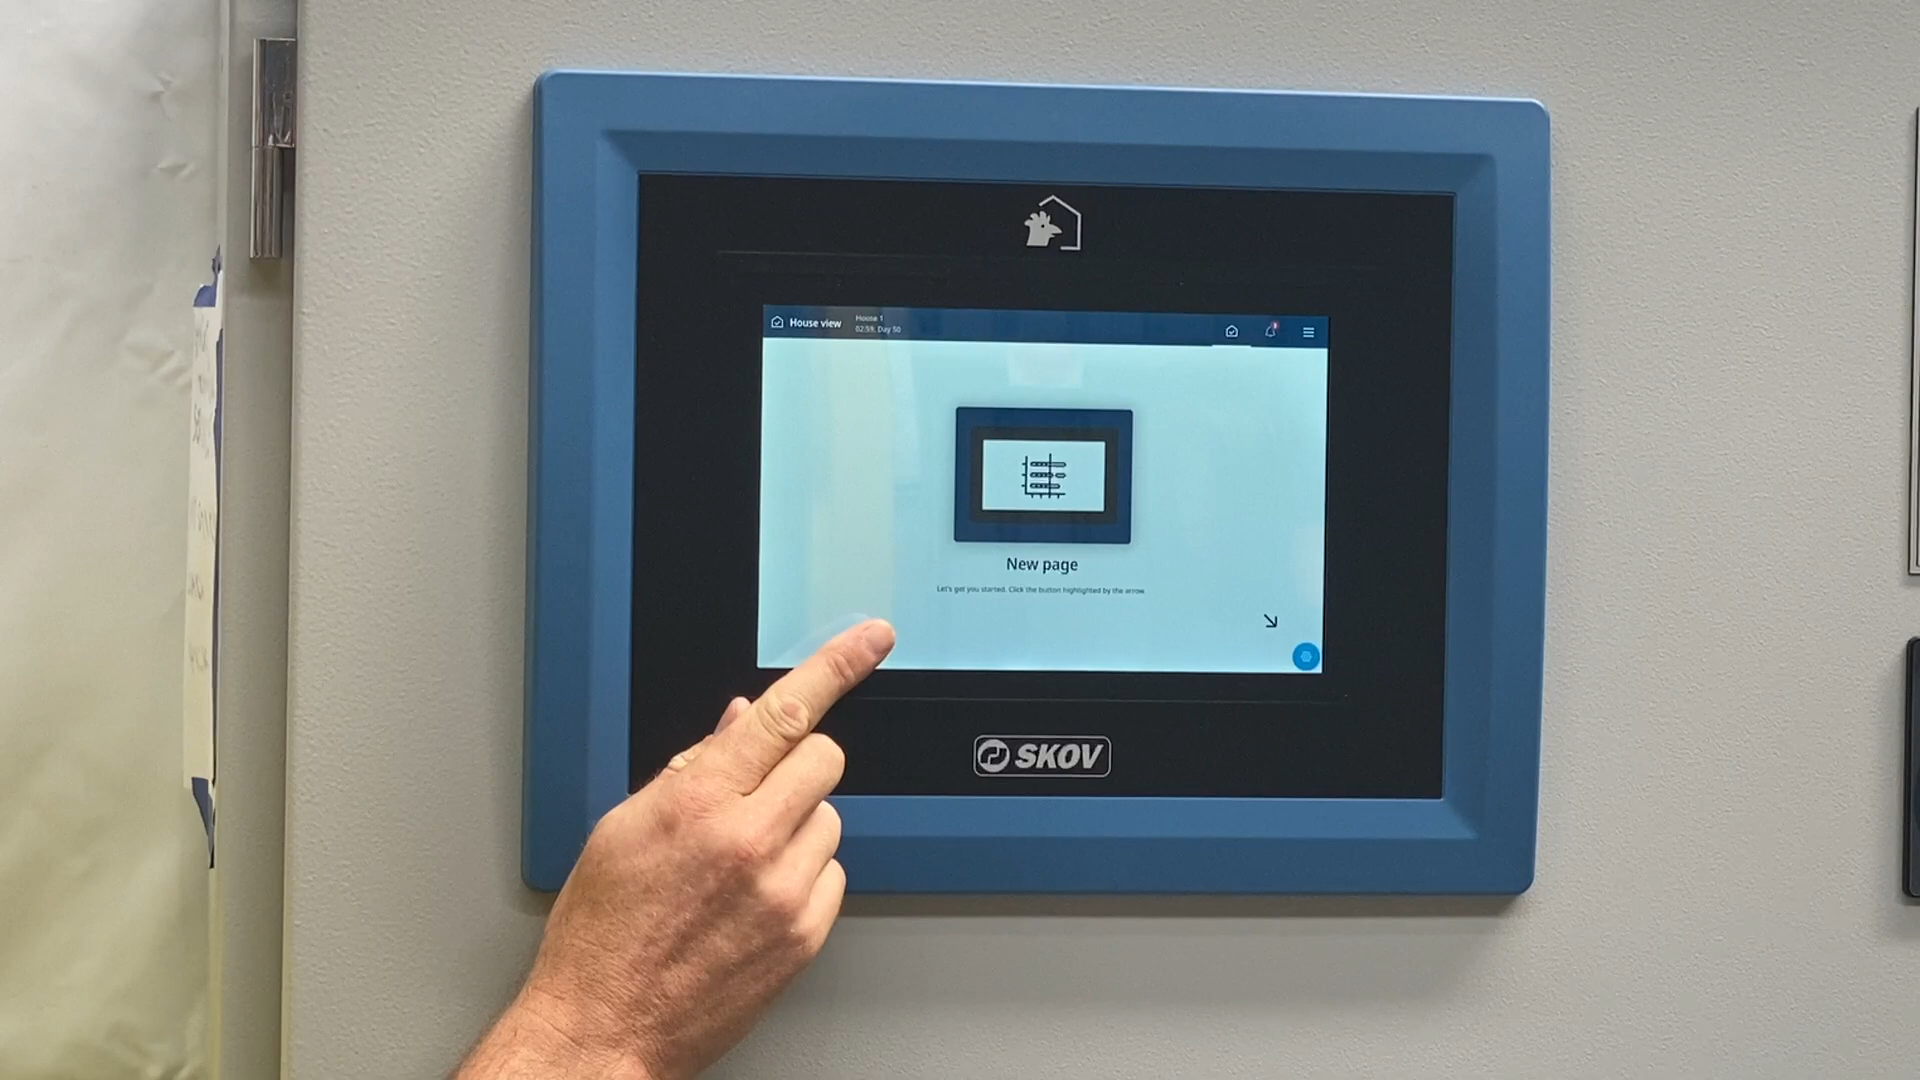 House view
House 1
02:59, Day 50
New page
Let's get you started. Click the button highlighted by the arrow
SKOV